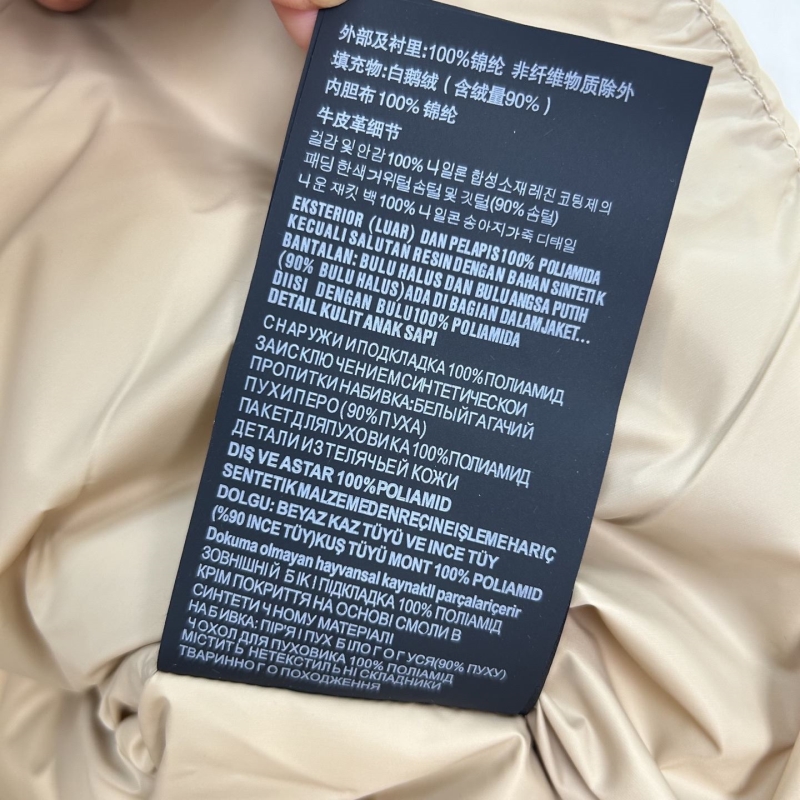 外部及衬里:100%锦纶 非纤维物质除外
填充物:白鹅绒 ( 含绒量90% )
内胆布 100% 锦纶
牛皮革细节
걸감 및 안감 100% 나일론 합성소재 레진 코팅 제의
패딩 한색 거위털 솜털 및 깃털(90% 솜털)
나운 재킷 백 100% 나일론 송아지가죽 디테일
EKSTERIOR (LUAR) DAN PELAPIS 100% POLIAMIDA
KECUALI SALUTAN RESIN DENGAN BAHAN SINTETIK
BANTALAN: BULU HALUS DAN BULU ANGSA PUTIH
(90% BULU HALUS) ADA DI BAGIAN DALAM JAKET...
DIISI DENGAN BULU 100% POLIAMIDA
DETAIL KULIT ANAK SAPI
СНАРУЖИ И ПОДКЛАДКА 100% ПОЛИАМИД
ЗА ИСКЛЮЧЕНИЕМ СИНТЕТИЧЕСКОИ
ПРОПИТКИ НАБИВКА:БЕЛЫЙ ГАГАЧИЙ
ПУХ И ПЕРО (90% ПУХА)
ПАКЕТ ДЛЯ ПУХОВИКА 100% ПОЛИАМИД
ДЕТАЛИ ИЗ ТЕЛЯЧЬЕЙ КОЖИ
DIŞ VE ASTAR 100%POLIAMID
SENTETIK MALZEMEDEN REÇINE IŞLEME HARIÇ
DOLGU: BEYAZ KAZ TÜYÜ VE INCE TÜY
(%90 INCE TÜY)KUŞ TÜYÜ MONT 100% POLIAMID
Dokuma olmayan hayvansal kaynakli parçalar içerir
ЗОВНІШНІЙ БІК І ПІДКЛАДКА 100% ПОЛІАМІД
КРІМ ПОКРИТТЯ НА ОСНОВІ СМОЛИ В
СИНТЕТИЧНОМУ МАТЕРІАЛІ
НАБИВКА: ПІР'Я І ПУХ БІЛОГО ГУСЯ(90% ПУХУ)
ЧОХОЛ ДЛЯ ПУХОВИКА 100% ПОЛІАМІД
МІСТИТЬ НЕТЕКСТИЛЬНІ СКЛАДНИКИ
ТВАРИННОГО ПОХОДЖЕННЯ